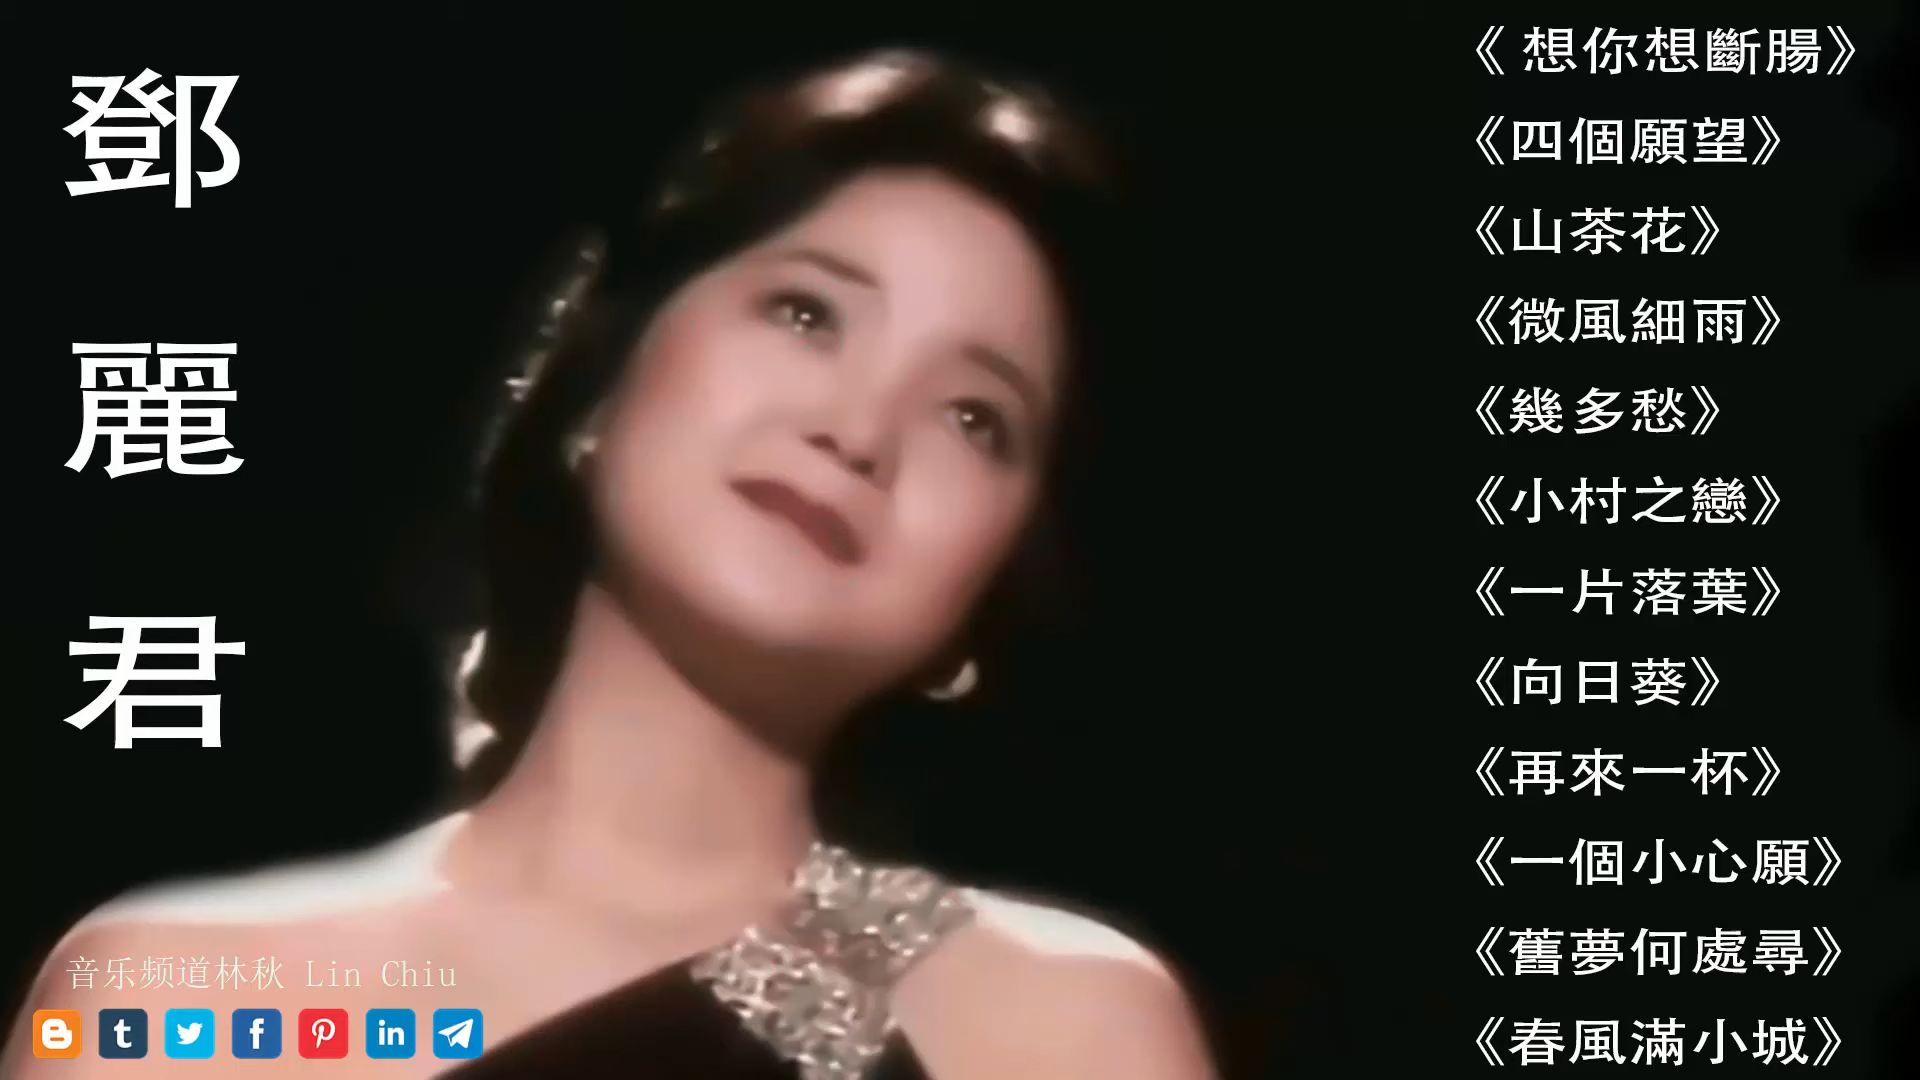 鄧麗君
《 想你想斷腸》
《四個願望》
《山茶花》
《微風細雨》
《幾多愁》
《小村之戀》
《一片落葉》
《向日葵》
《再來一杯》
《一個小心願》
《舊夢何處尋》
《春風滿小城》
音乐频道林秋 Lin Chiu